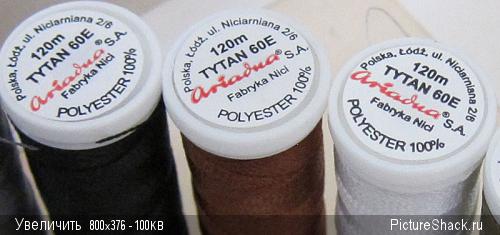 Polska, Łódź, ul. Niciarniana 2/6
120m
TYTAN 60E
Ariadna® S.A.
Fabryka Nici
POLYESTER 100%
Polska, Łódź, ul. Niciarniana 2/6
120m
TYTAN 60E
Ariadna® S.A.
Fabryka Nici
POLYESTER 100%
Polska, Łódź, ul. Niciarniana 2/6
120m
TYTAN 60E
Ariadna® S.A.
Fabryka Nici
POLYESTER 100%
Увеличить 800x376 - 100КВ
PictureShack.ru